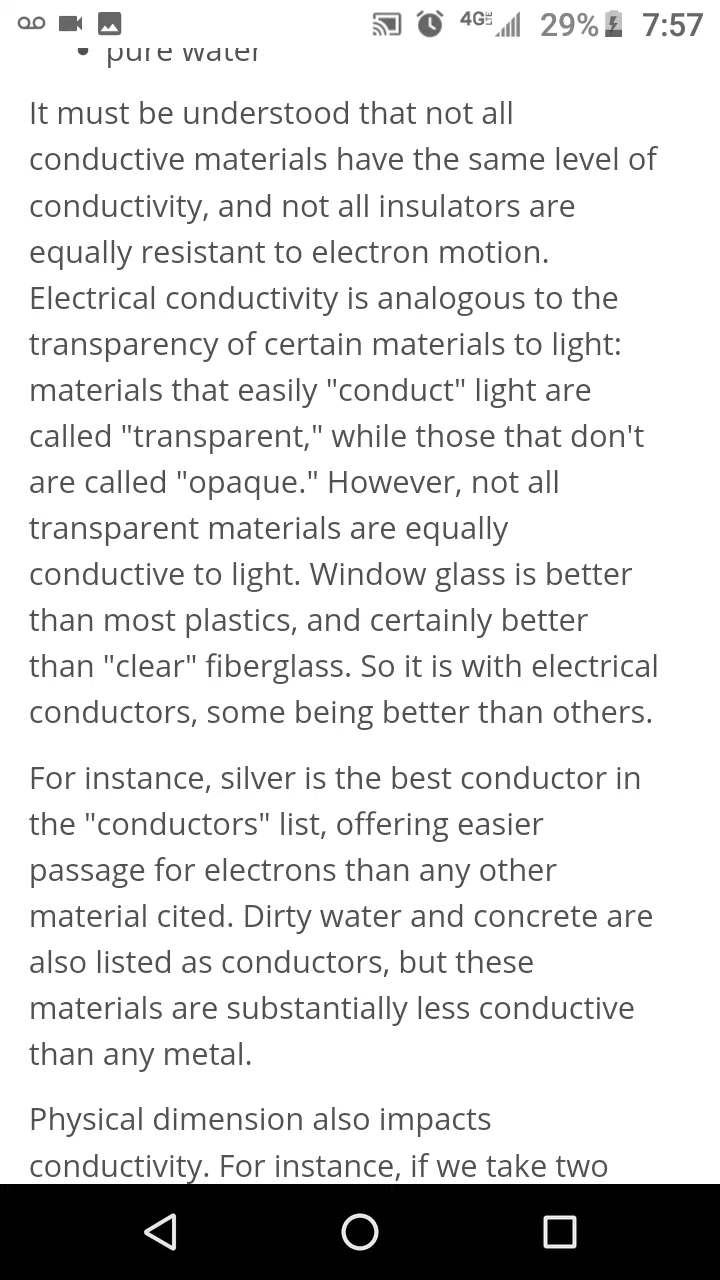 4G LTE 29% 7:57
• pure water
It must be understood that not all
conductive materials have the same level of
conductivity, and not all insulators are
equally resistant to electron motion.
Electrical conductivity is analogous to the
transparency of certain materials to light:
materials that easily "conduct" light are
called "transparent," while those that don't
are called "opaque." However, not all
transparent materials are equally
conductive to light. Window glass is better
than most plastics, and certainly better
than "clear" fiberglass. So it is with electrical
conductors, some being better than others.
For instance, silver is the best conductor in
the "conductors" list, offering easier
passage for electrons than any other
material cited. Dirty water and concrete are
also listed as conductors, but these
materials are substantially less conductive
than any metal.
Physical dimension also impacts
conductivity. For instance, if we take two